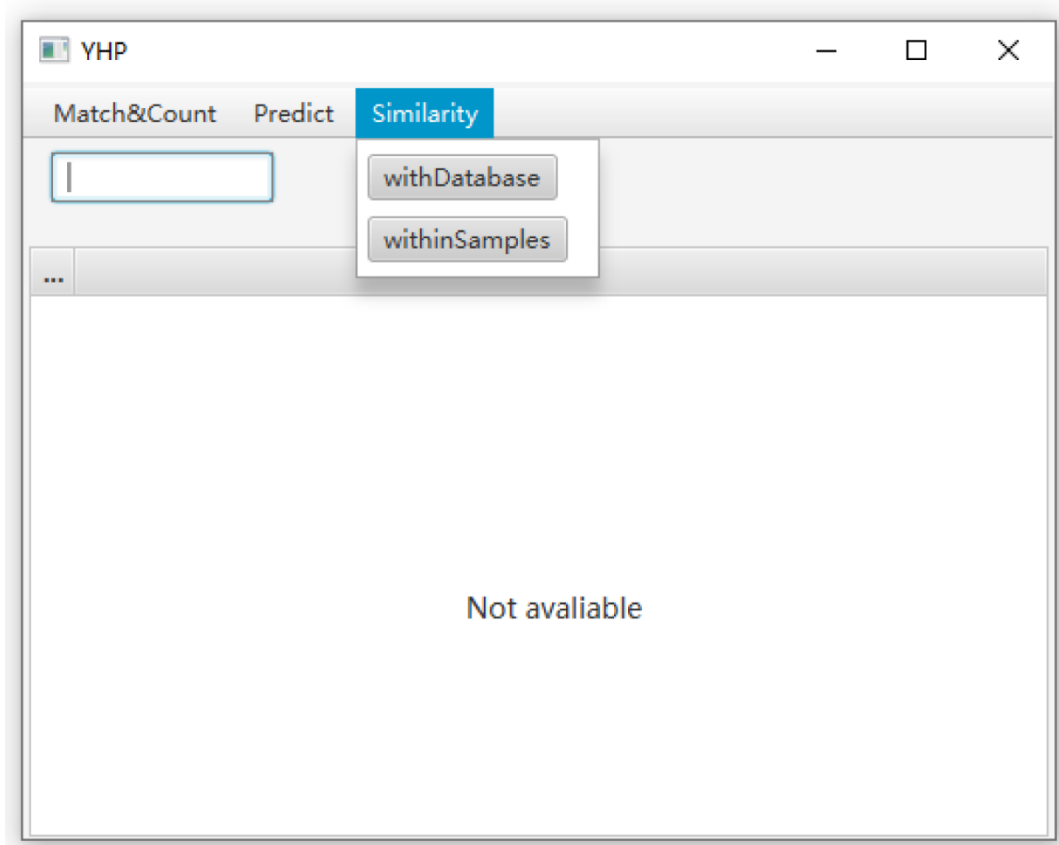 YHP
Match&Count Predict Similarity
withDatabase
withinSamples
...
Not avaliable